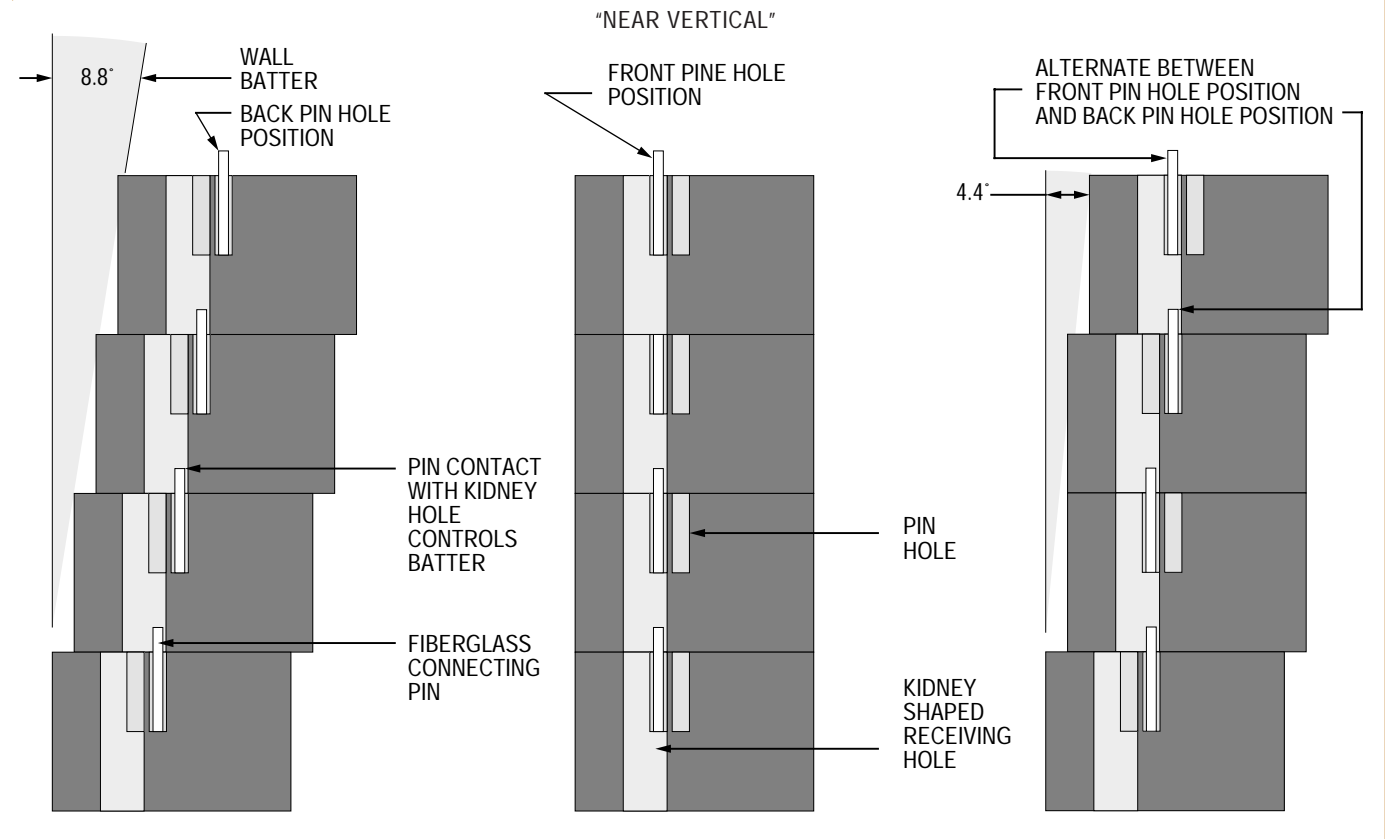 "NEAR VERTICAL"
8.8°
WALL
BATTER
BACK PIN HOLE
POSITION
PIN CONTACT
WITH KIDNEY
HOLE
CONTROLS
BATTER
FIBERGLASS
CONNECTING
PIN
FRONT PINE HOLE
POSITION
PIN
HOLE
KIDNEY
SHAPED
RECEIVING
HOLE
ALTERNATE BETWEEN
FRONT PIN HOLE POSITION
AND BACK PIN HOLE POSITION
4.4°